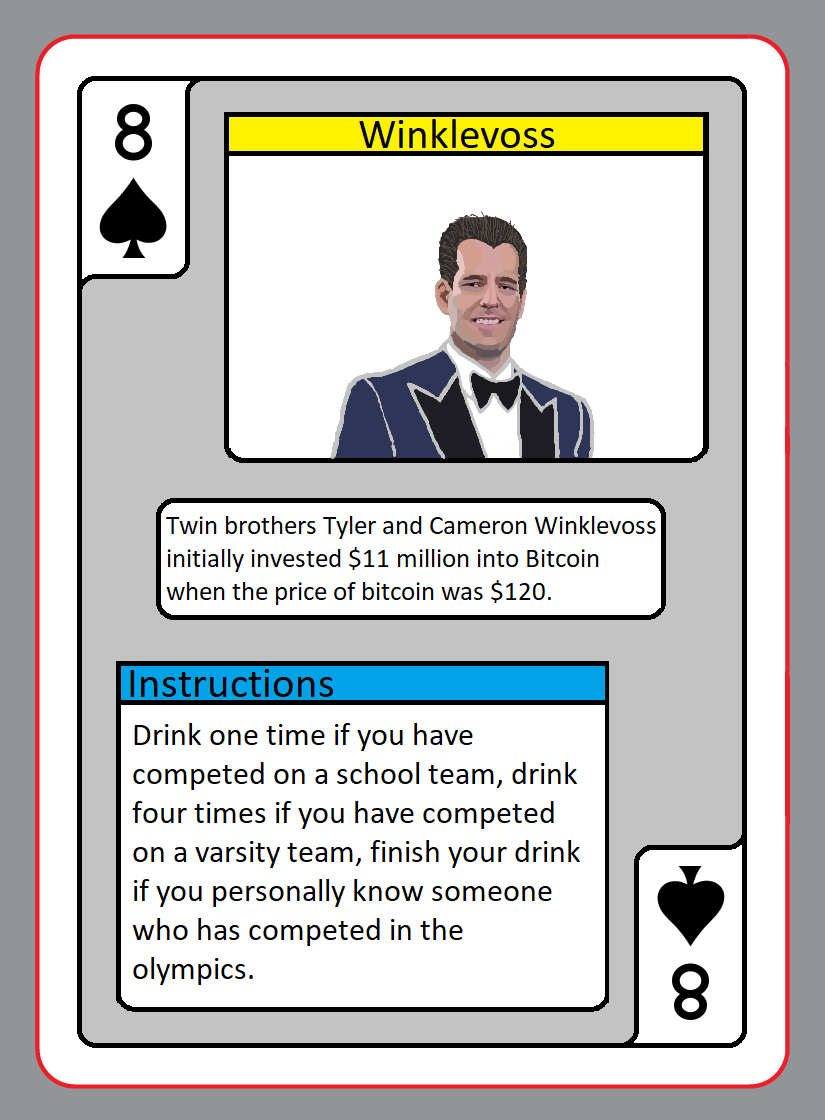 8
Winklevoss
Twin brothers Tyler and Cameron Winklevoss
initially invested $11 million into Bitcoin
when the price of bitcoin was $120.
Instructions
Drink one time if you have
competed on a school team, drink
four times if you have competed
on a varsity team, finish your drink
if you personally know someone
who has competed in the
olympics.
8